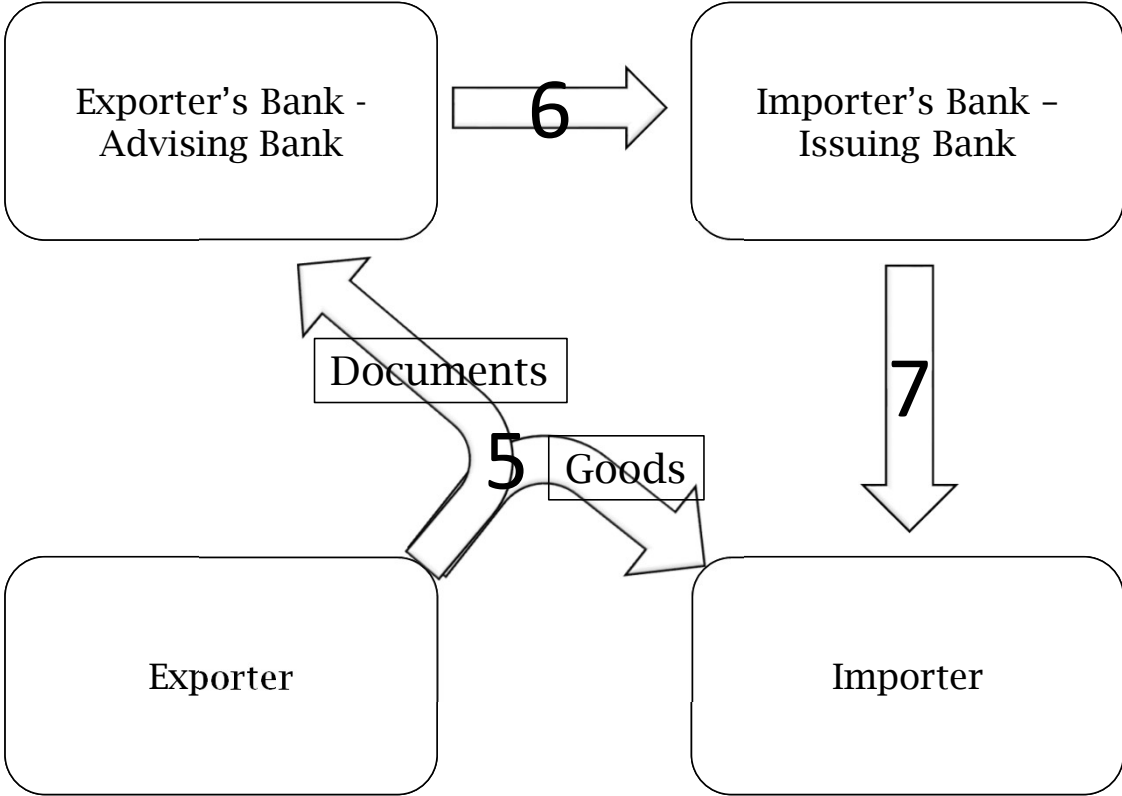 Exporter’s Bank -
Advising Bank
6
Importer’s Bank –
Issuing Bank
Documents
7
5
Goods
Exporter
Importer